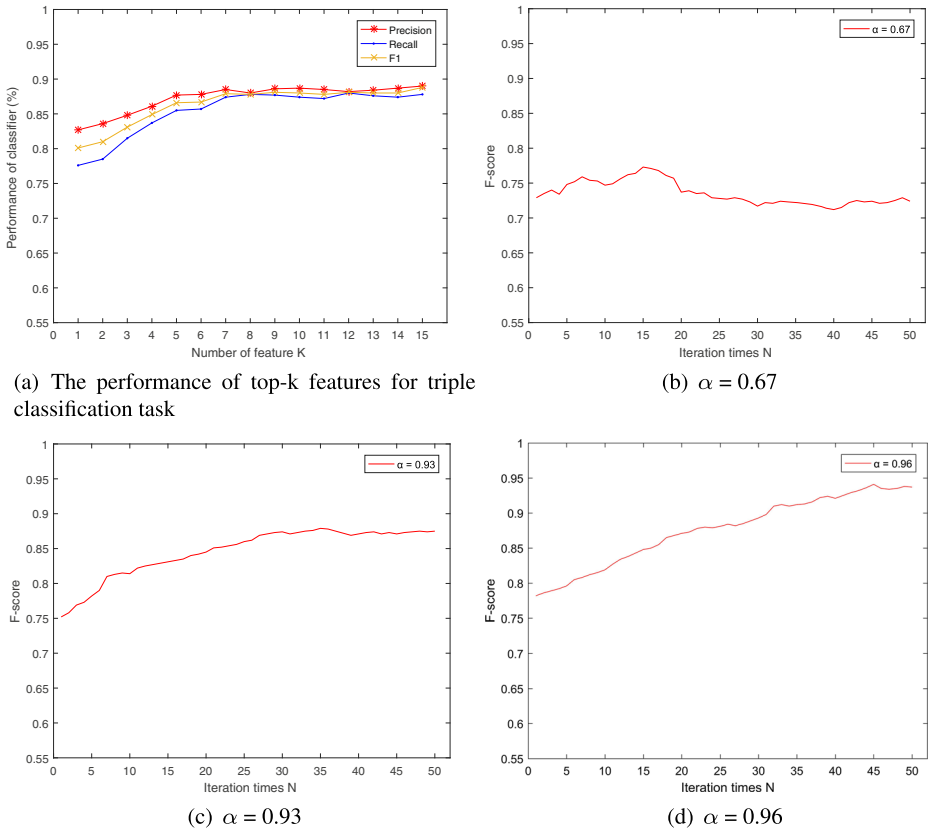 1
0.95
0.9
0.85
0.8
0.75
0.7
0.65
0.6
0.55
Performance of classifier (%)
Precision
Recall
F1
1 2 3 4 5 6 7 8 9 10 11 12 13 14 15
Number of feature K
(a) The performance of top-k features for triple
classification task
1
0.95
0.9
0.85
0.8
0.75
0.7
0.65
0.6
0.55
F-score
α = 0.67
0 5 10 15 20 25 30 35 40 45 50
Iteration times N
(b) α = 0.67
1
0.95
0.9
0.85
0.8
0.75
0.7
0.65
0.6
0.55
F-score
α = 0.93
0 5 10 15 20 25 30 35 40 45 50
Iteration times N
(c) α = 0.93
1
0.95
0.9
0.85
0.8
0.75
0.7
0.65
0.6
0.55
F-score
α = 0.96
0 5 10 15 20 25 30 35 40 45 50
Iteration times N
(d) α = 0.96